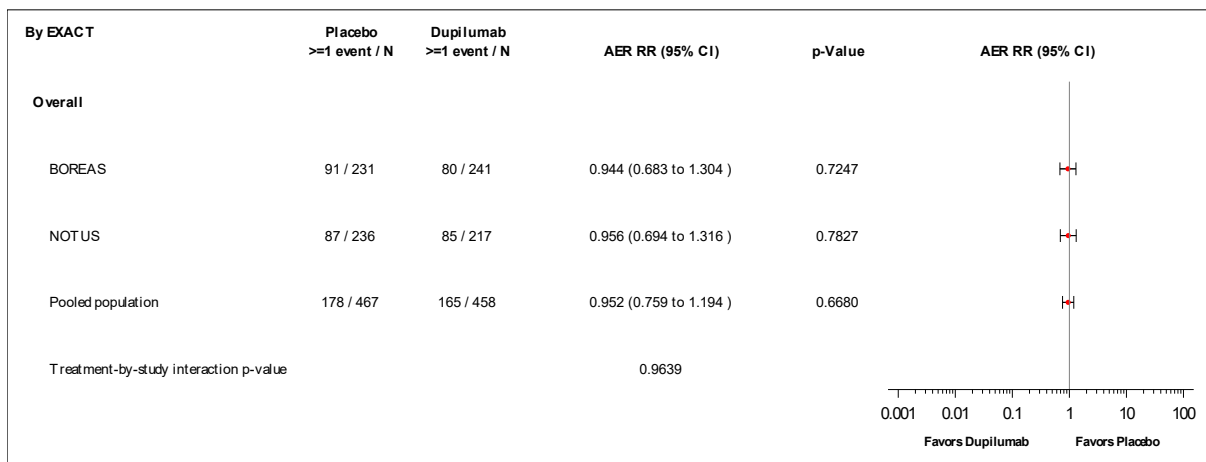 By EXACT Placebo Dupilumab
>=1 event / N >=1 event / N AER RR (95% CI) p-Value AER RR (95% CI)
Overall
BOREAS 91 / 231 80 / 241 0.944 (0.683 to 1.304 ) 0.7247
NOTUS 87 / 236 85 / 217 0.956 (0.694 to 1.316 ) 0.7827
Pooled population 178 / 467 165 / 458 0.952 (0.759 to 1.194 ) 0.6680
Treatment-by-study interaction p-value 0.9639
0.001 0.01 0.1 1 10 100
Favors Dupilumab Favors Placebo